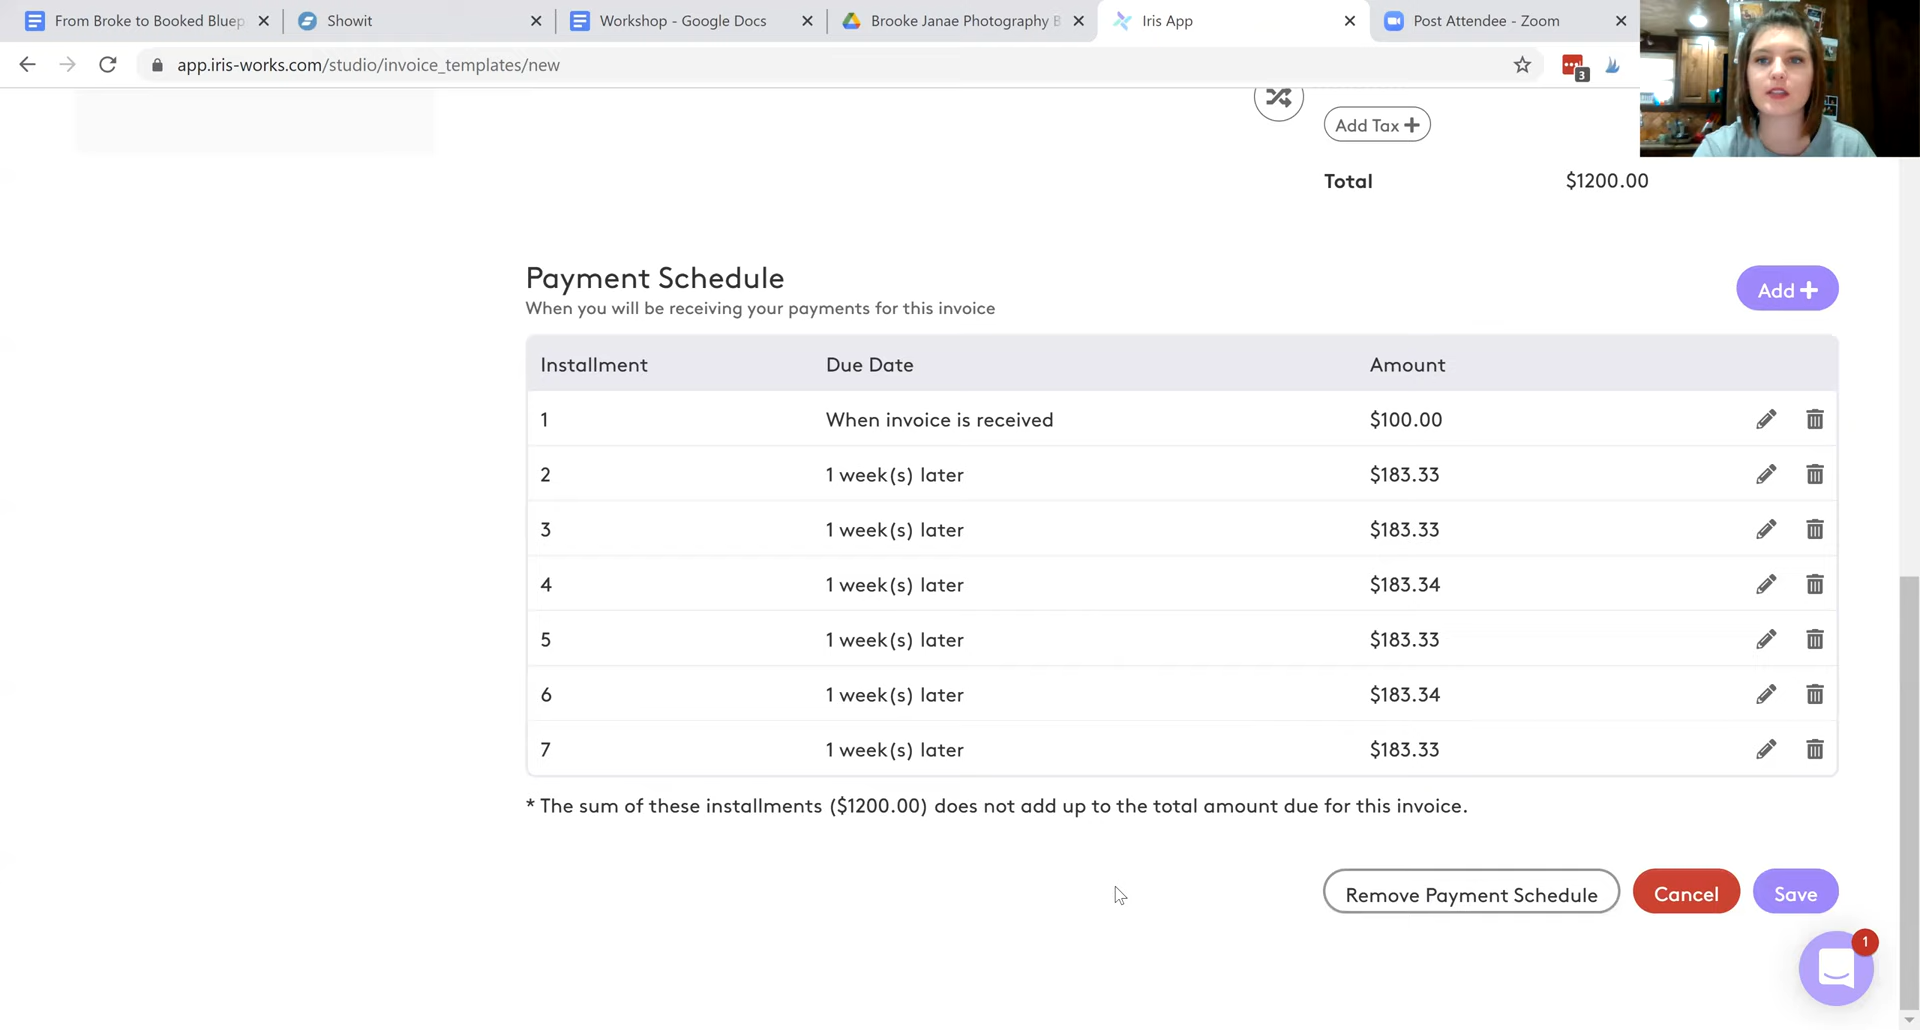 From Broke to Booked Bluep
Showit
Workshop - Google Docs
Brooke Janae Photography B
Iris App
Post Attendee - Zoom
app.iris-works.com/studio/invoice_templates/new
3
Add Tax +
Total $1200.00
Payment Schedule
When you will be receiving your payments for this invoice
Add +
Installment Due Date Amount
1 When invoice is received $100.00
2 1 week(s) later $183.33
3 1 week(s) later $183.33
4 1 week(s) later $183.34
5 1 week(s) later $183.33
6 1 week(s) later $183.34
7 1 week(s) later $183.33
* The sum of these installments ($1200.00) does not add up to the total amount due for this invoice.
Remove Payment Schedule Cancel Save
1